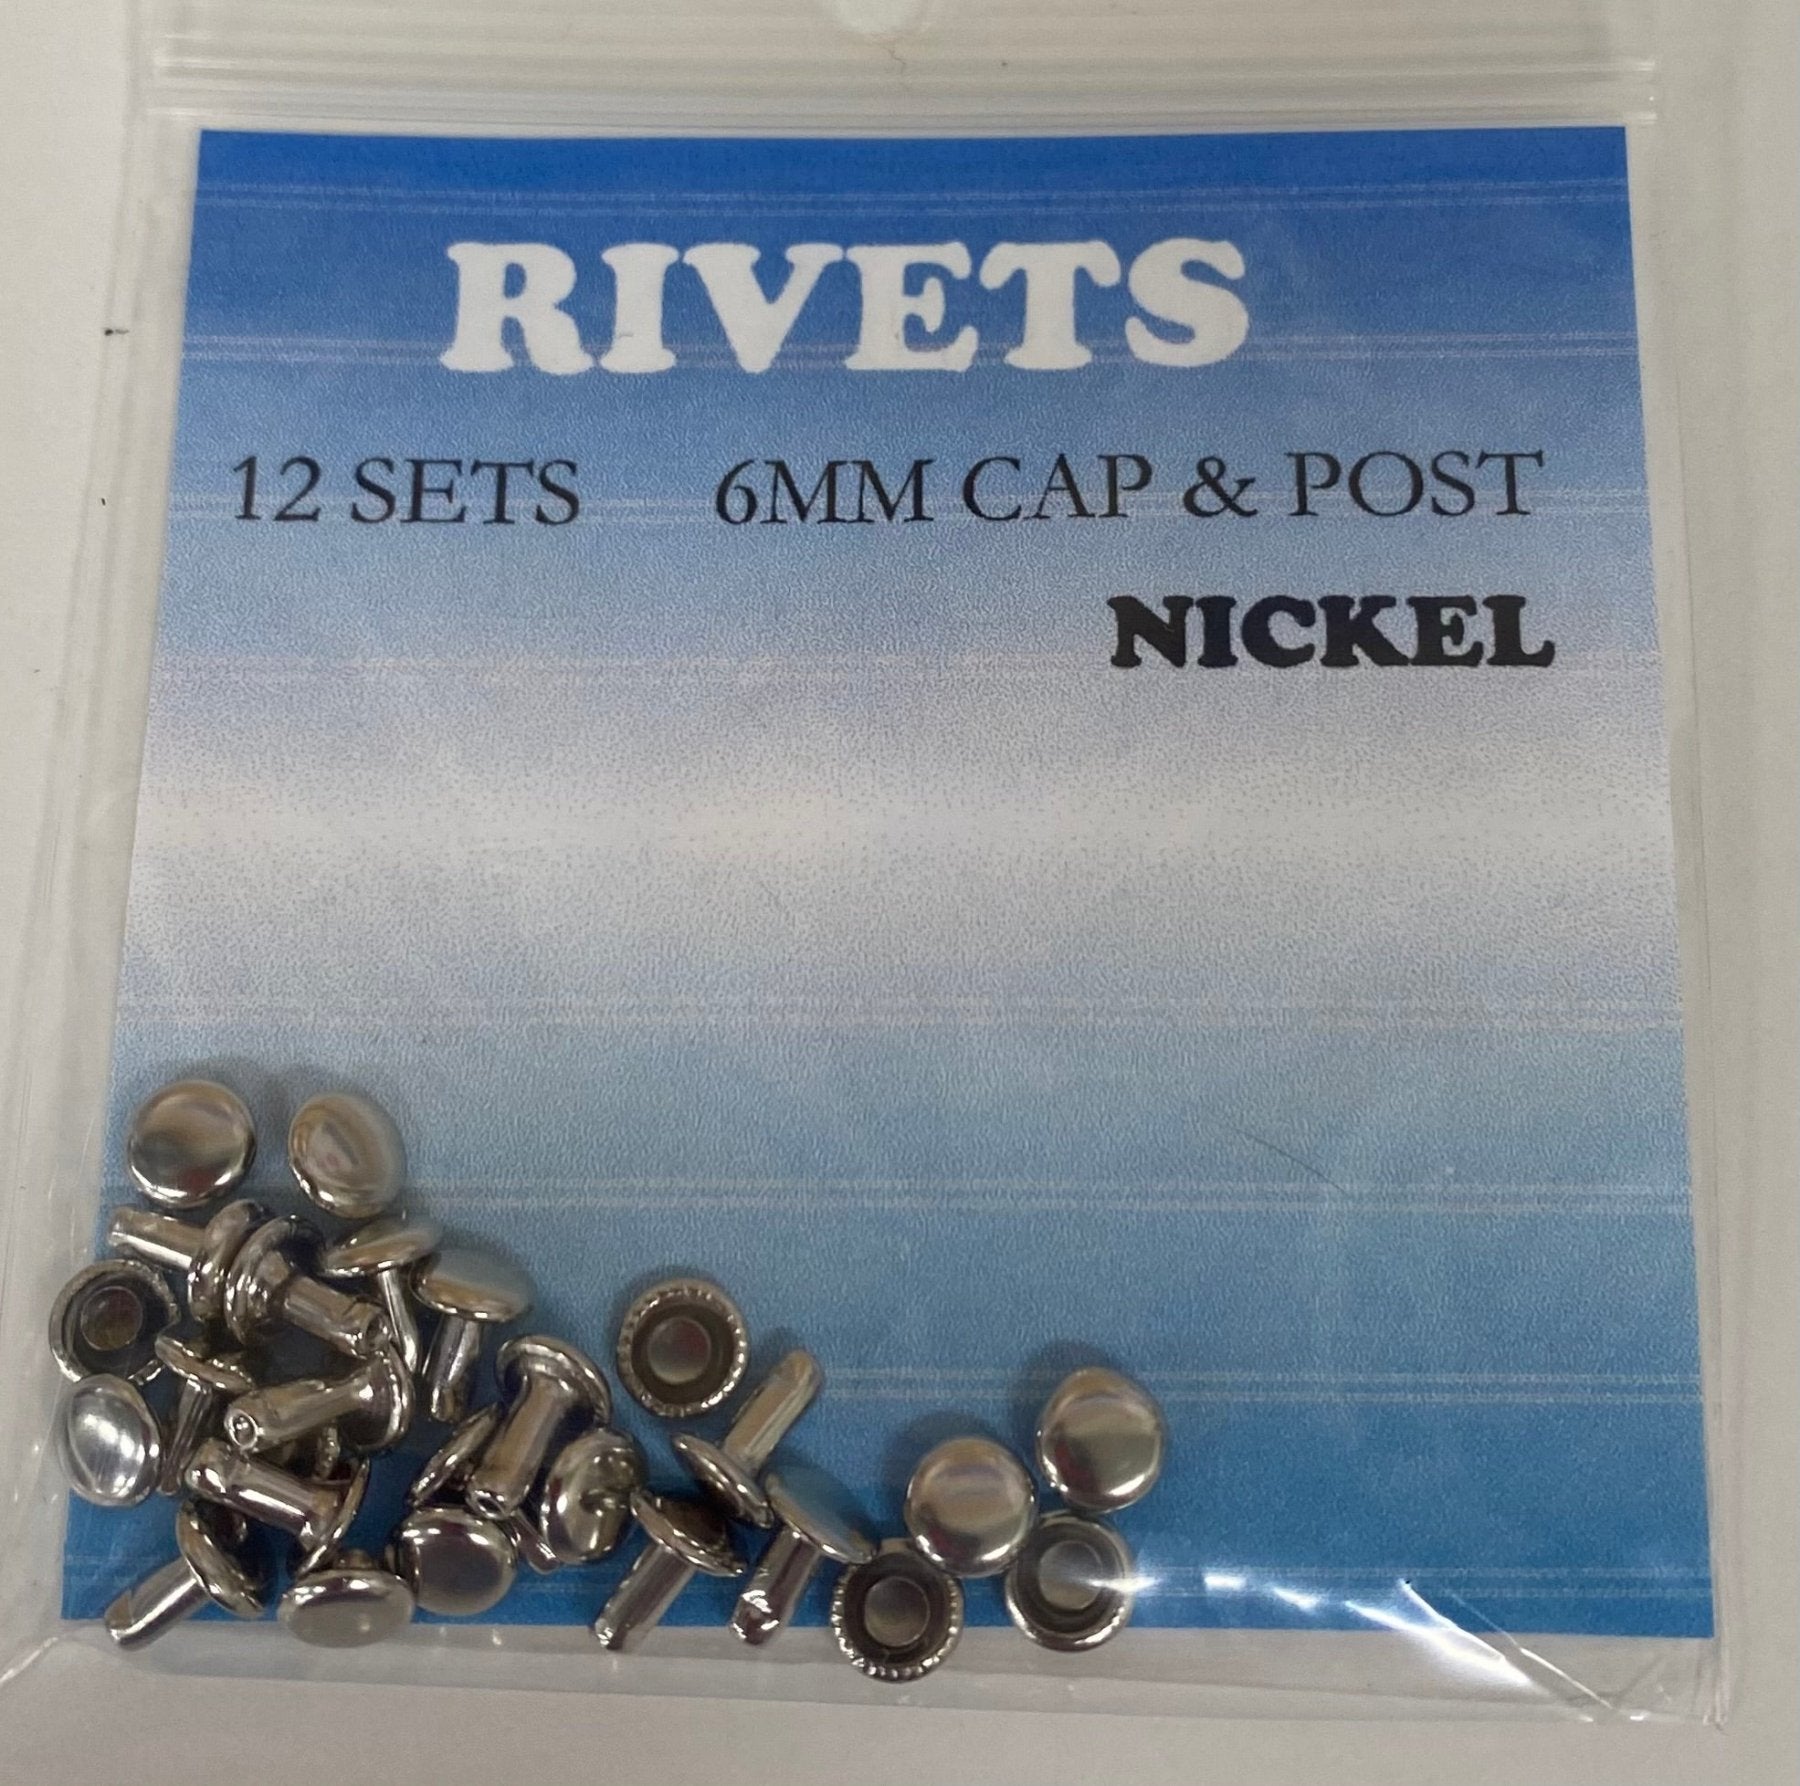 RIVETS
12 SETS 6MM CAP & POST
NICKEL